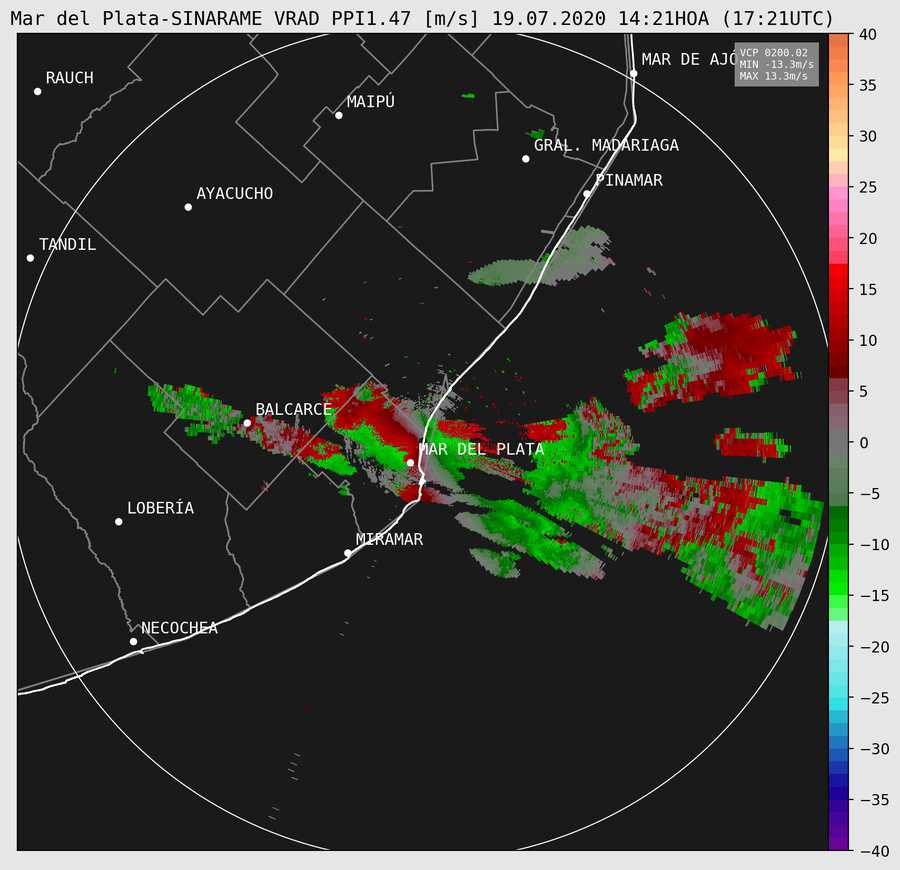 Mar del Plata-SINARAME VRAD PPI1.47 [m/s] 19.07.2020 14:21HOA (17:21UTC)
VCP 0200.02
MIN -13.3m/s
MAX 13.3m/s
MAR DE AJÓ
RAUCH
MAIPÚ
GRAL. MADARIAGA
PINAMAR
AYACUCHO
TANDIL
BALCARCE
MAR DEL PLATA
LOBERÍA
MIRAMAR
NECOCHEA
40
35
30
25
20
15
10
5
0
−5
−10
−15
−20
−25
−30
−35
−40